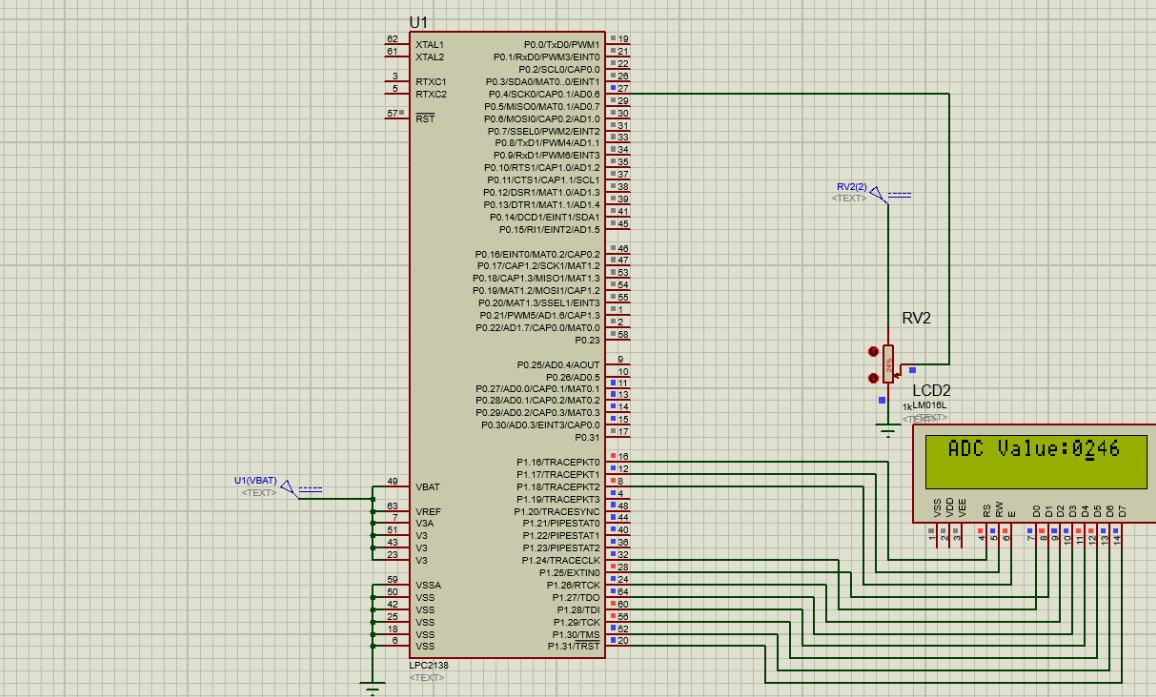 U1
62 XTAL1 P0.0/TxD0/PWM1 19
61 XTAL2 P0.1/RxD0/PWM3/EINT0 21
P0.2/SCL0/CAP0.0 22
3 RTXC1 P0.3/SDA0/MAT0..0/EINT1 26
5 RTXC2 P0.4/SCK0/CAP0.1/AD0.6 27
P0.5/MISO0/MAT0.1/AD0.7 29
57 RST P0.6/MOSI0/CAP0.2/AD1.0 30
P0.7/SSEL0/PWM2/EINT2 31
P0.8/TxD1/PWM4/AD1.1 33
P0.9/RxD1/PWM6/EINT3 34
P0.10/RTS1/CAP1.0/AD1.2 35
P0.11/CTS1/CAP1.1/SCL1 37
P0.12/DSR1/MAT1.0/AD1.3 38
P0.13/DTR1/MAT1.1/AD1.4 39
P0.14/DCD1/EINT1/SDA1 41
P0.15/RI1/EINT2/AD1.5 45
P0.16/EINT0/MAT0.2/CAP0.2 46
P0.17/CAP1.2/SCK1/MAT1.2 47
P0.18/CAP1.3/MISO1/MAT1.3 53
P0.19/MAT1.2/MOSI1/CAP1.2 54
P0.20/MAT1.3/SSEL1/EINT3 55
P0.21/PWM5/AD1.6/CAP1.3 1
P0.22/AD1.7/CAP0.0/MAT0.0 2
P0.23 58
P0.25/AD0.4/AOUT 9
P0.26/AD0.5 10
P0.27/AD0.0/CAP0.1/MAT0.1 11
P0.28/AD0.1/CAP0.2/MAT0.2 13
P0.29/AD0.2/CAP0.3/MAT0.3 14
P0.30/AD0.3/EINT3/CAP0.0 15
P0.31 17
P1.16/TRACEPKT0 16
P1.17/TRACEPKT1 12
49 VBAT P1.18/TRACEPKT2 8
P1.19/TRACEPKT3 4
63 VREF P1.20/TRACESYNC 48
7 V3A P1.21/PIPESTAT0 44
51 V3 P1.22/PIPESTAT1 40
43 V3 P1.23/PIPESTAT2 36
23 V3 P1.24/TRACECLK 32
P1.25/EXTIN0 28
59 VSSA P1.26/RTCK 24
50 VSS P1.27/TDO 64
42 VSS P1.28/TDI 60
25 VSS P1.29/TCK 56
18 VSS P1.30/TMS 52
6 VSS P1.31/TRST 20
LPC2138
<TEXT>
U1(VBAT)
<TEXT>
RV2(2)
<TEXT>
RV2
24%
1k
<TEXT>
LCD2
LM016L
<TEXT>
ADC Value:0246
VSS VDD VEE RS RW E D0 D1 D2 D3 D4 D5 D6 D7
1 2 3 4 5 6 7 8 9 10 11 12 13 14